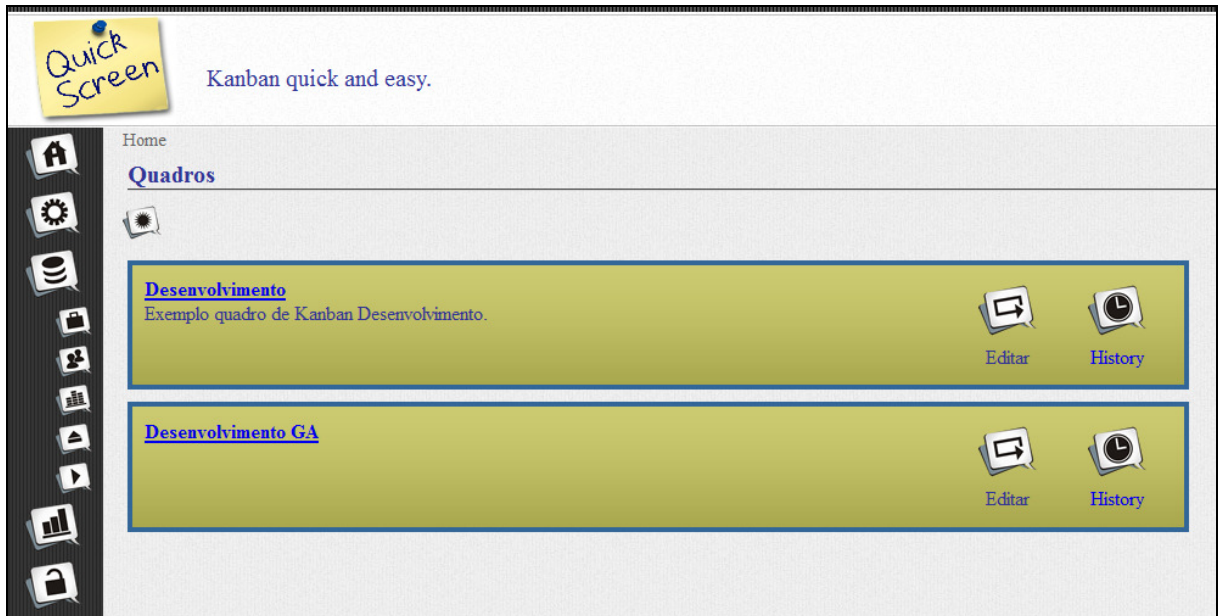 Quick
Screen
Kanban quick and easy.
Home
Quadros
Desenvolvimento
Exemplo quadro de Kanban Desenvolvimento.
Editar
History
Desenvolvimento GA
Editar
History